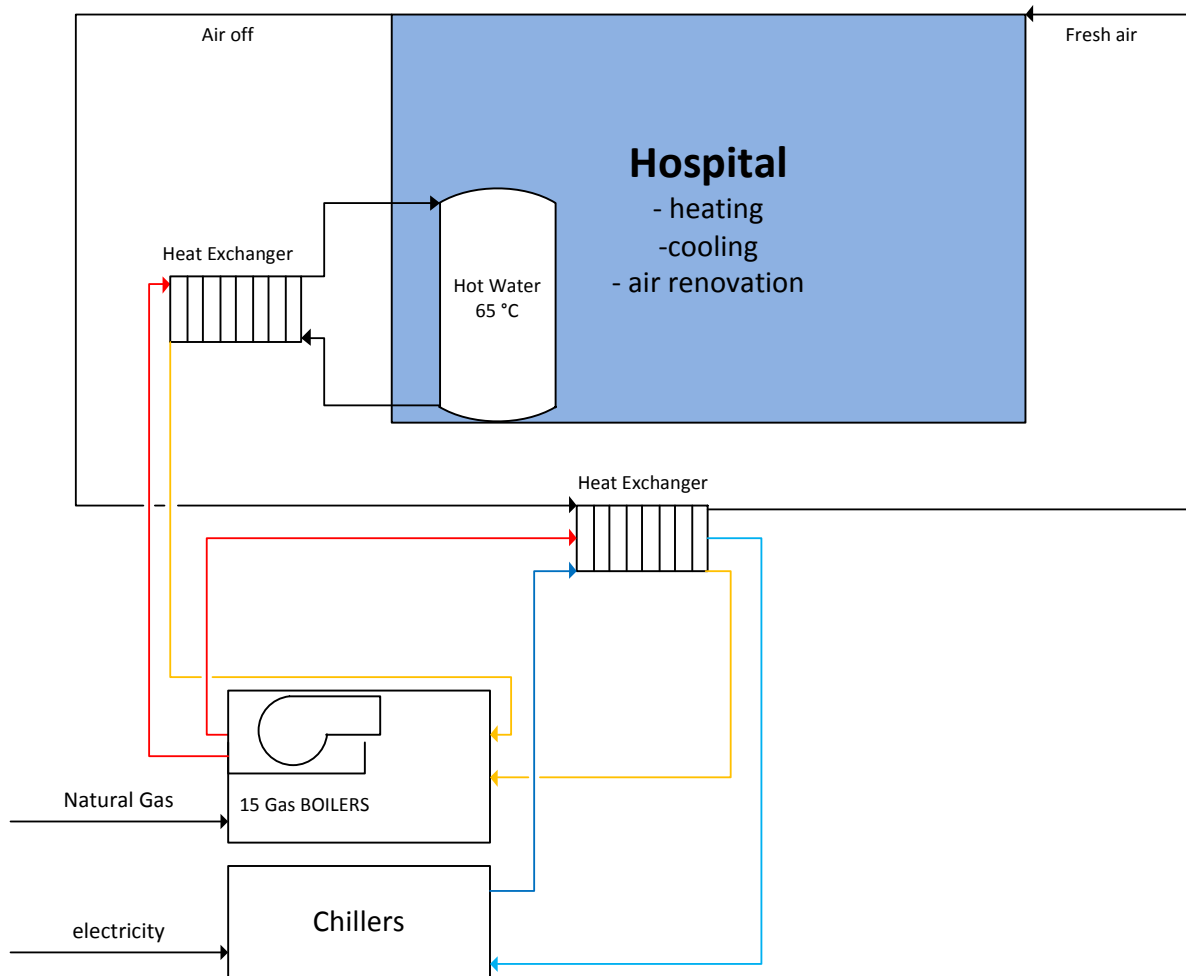 Air off
Fresh air
Hospital
- heating
-cooling
- air renovation
Heat Exchanger
Hot Water
65 °C
Heat Exchanger
Natural Gas
15 Gas BOILERS
electricity
Chillers